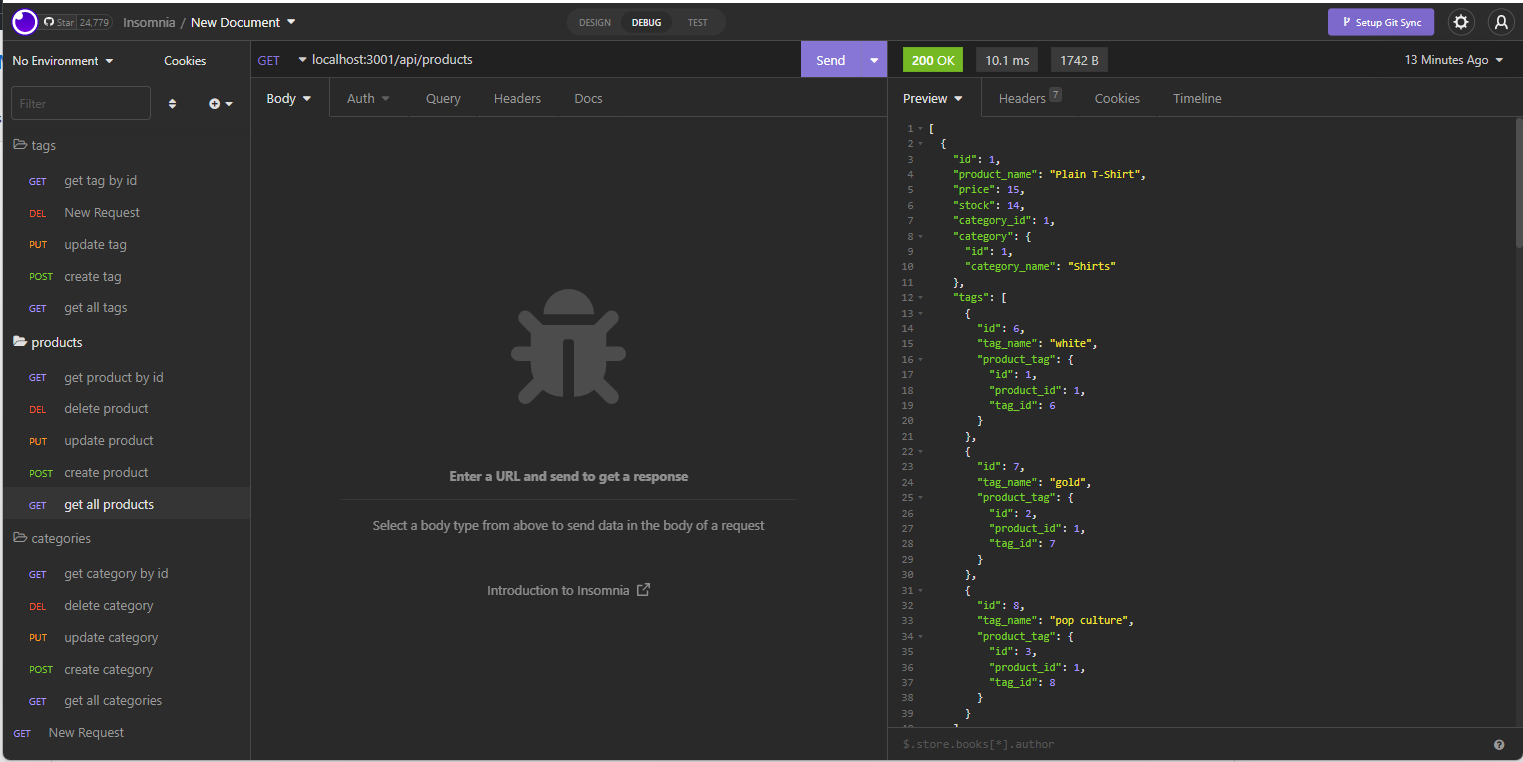 Star 24,779 Insomnia / New Document DESIGN DEBUG TEST Setup Git Sync
No Environment Cookies GET localhost:3001/api/products Send 200 OK 10.1 ms 1742 B 13 Minutes Ago
Filter
Body Auth Query Headers Docs
Preview Headers 7 Cookies Timeline
tags
GET get tag by id
DEL New Request
PUT update tag
POST create tag
GET get all tags
products
GET get product by id
DEL delete product
PUT update product
POST create product
GET get all products
categories
GET get category by id
DEL delete category
PUT update category
POST create category
GET get all categories
GET New Request
Enter a URL and send to get a response
Select a body type from above to send data in the body of a request
Introduction to Insomnia
1 [
2 {
3 "id": 1,
4 "product_name": "Plain T-Shirt",
5 "price": 15,
6 "stock": 14,
7 "category_id": 1,
8 "category": {
9 "id": 1,
10 "category_name": "Shirts"
11 },
12 "tags": [
13 {
14 "id": 6,
15 "tag_name": "white",
16 "product_tag": {
17 "id": 1,
18 "product_id": 1,
19 "tag_id": 6
20 }
21 },
22 {
23 "id": 7,
24 "tag_name": "gold",
25 "product_tag": {
26 "id": 2,
27 "product_id": 1,
28 "tag_id": 7
29 }
30 },
31 {
32 "id": 8,
33 "tag_name": "pop culture",
34 "product_tag": {
35 "id": 3,
36 "product_id": 1,
37 "tag_id": 8
38 }
39 }
$.store.books[*].author